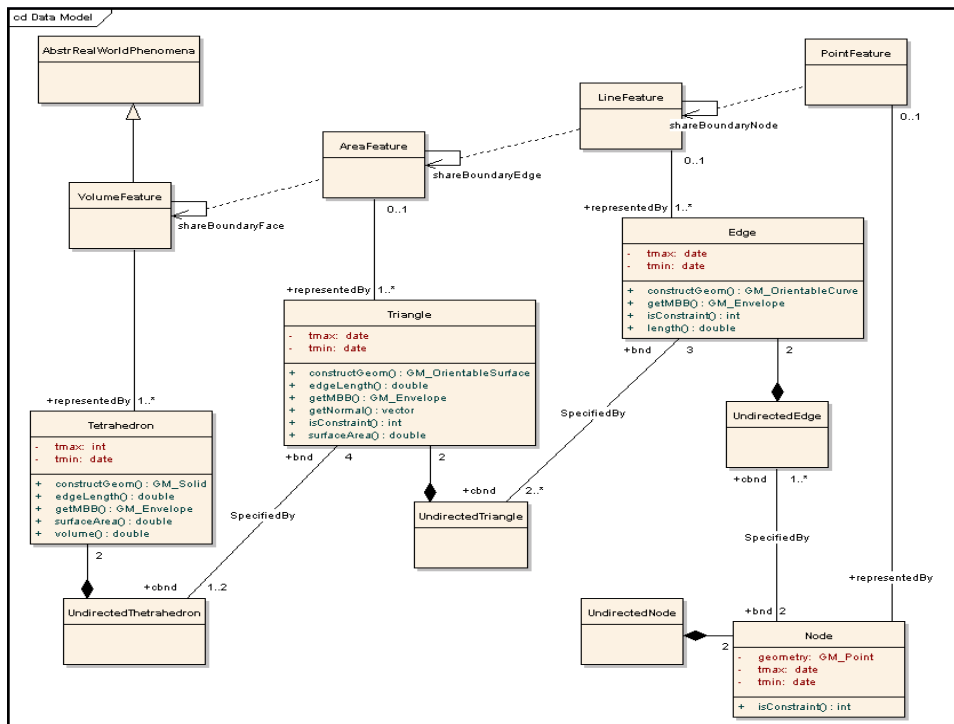 cd Data Model
AbstrRealWorldPhenomena
PointFeature
LineFeature
0..1
shareBoundaryNode
AreaFeature
0..1
shareBoundaryEdge
VolumeFeature
0..1
shareBoundaryFace
+representedBy 1..*
Edge
- tmax: date
- tmin: date
+ constructGeom() : GM_OrientableCurve
+ getMBB() : GM_Envelope
+ isConstraint() : int
+ length() : double
+representedBy 1..*
Triangle
- tmax: date
- tmin: date
+ constructGeom() : GM_OrientableSurface
+ edgeLength() : double
+ getMBB() : GM_Envelope
+ getNormal() : vector
+ isConstraint() : int
+ surfaceArea() : double
+bnd 3
2
SpecifiedBy
UndirectedEdge
+representedBy 1..*
Tetrahedron
- tmax: int
- tmin: date
+ constructGeom() : GM_Solid
+ edgeLength() : double
+ getMBB() : GM_Envelope
+ surfaceArea() : double
+ volume() : double
+bnd 4
2
SpecifiedBy
+cbnd 2..*
UndirectedTriangle
+cbnd 1..*
SpecifiedBy
2
+cbnd 1..2
UndirectedThetrahedron
+representedBy
UndirectedNode
+bnd 2
2
Node
- geometry: GM_Point
- tmax: date
- tmin: date
+ isConstraint() : int